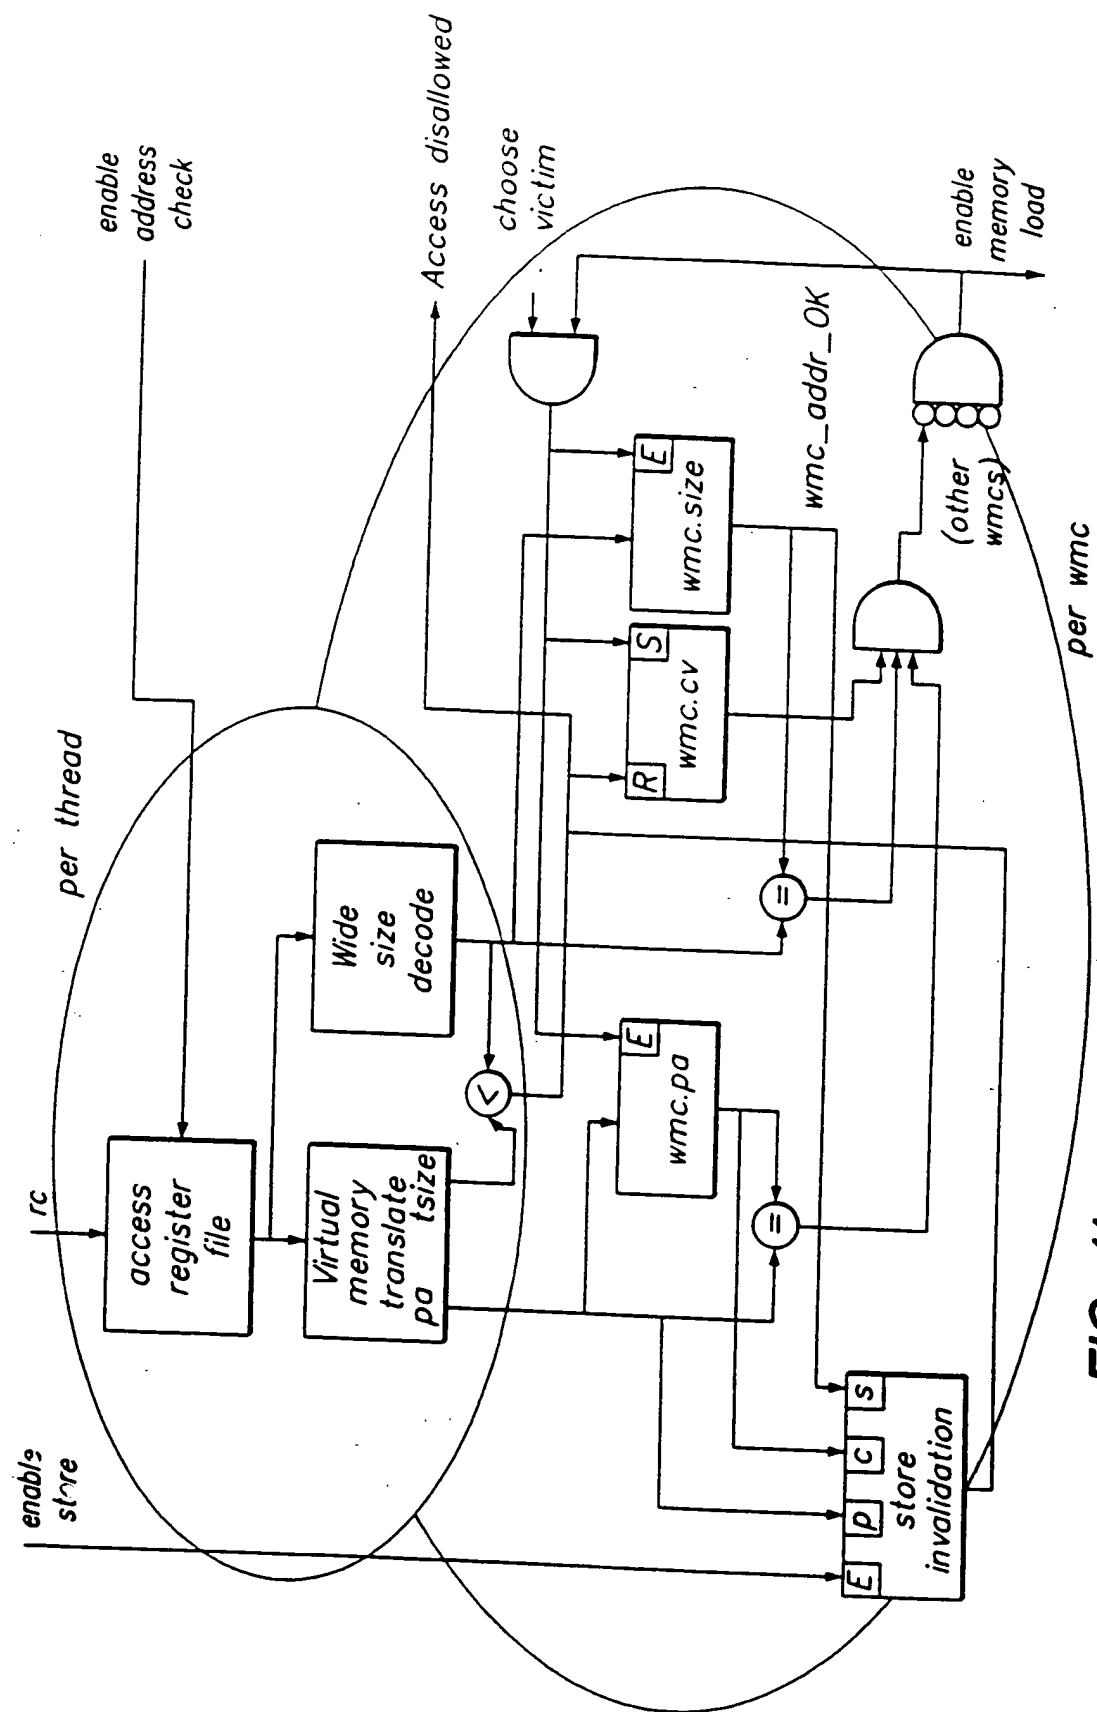 enable
store
rc
per thread
enable
address
check
access
register
file
Virtual
memory
translate
pa tsize
Wide
size
decode
<
Access disallowed
choose
victim
E
wmc.pa
R
S
wmc.cv
E
wmc.size
=
=
wmc_addr_OK
E
p
c
s
store
invalidation
(other
wmcs)
enable
memory
load
per wmc